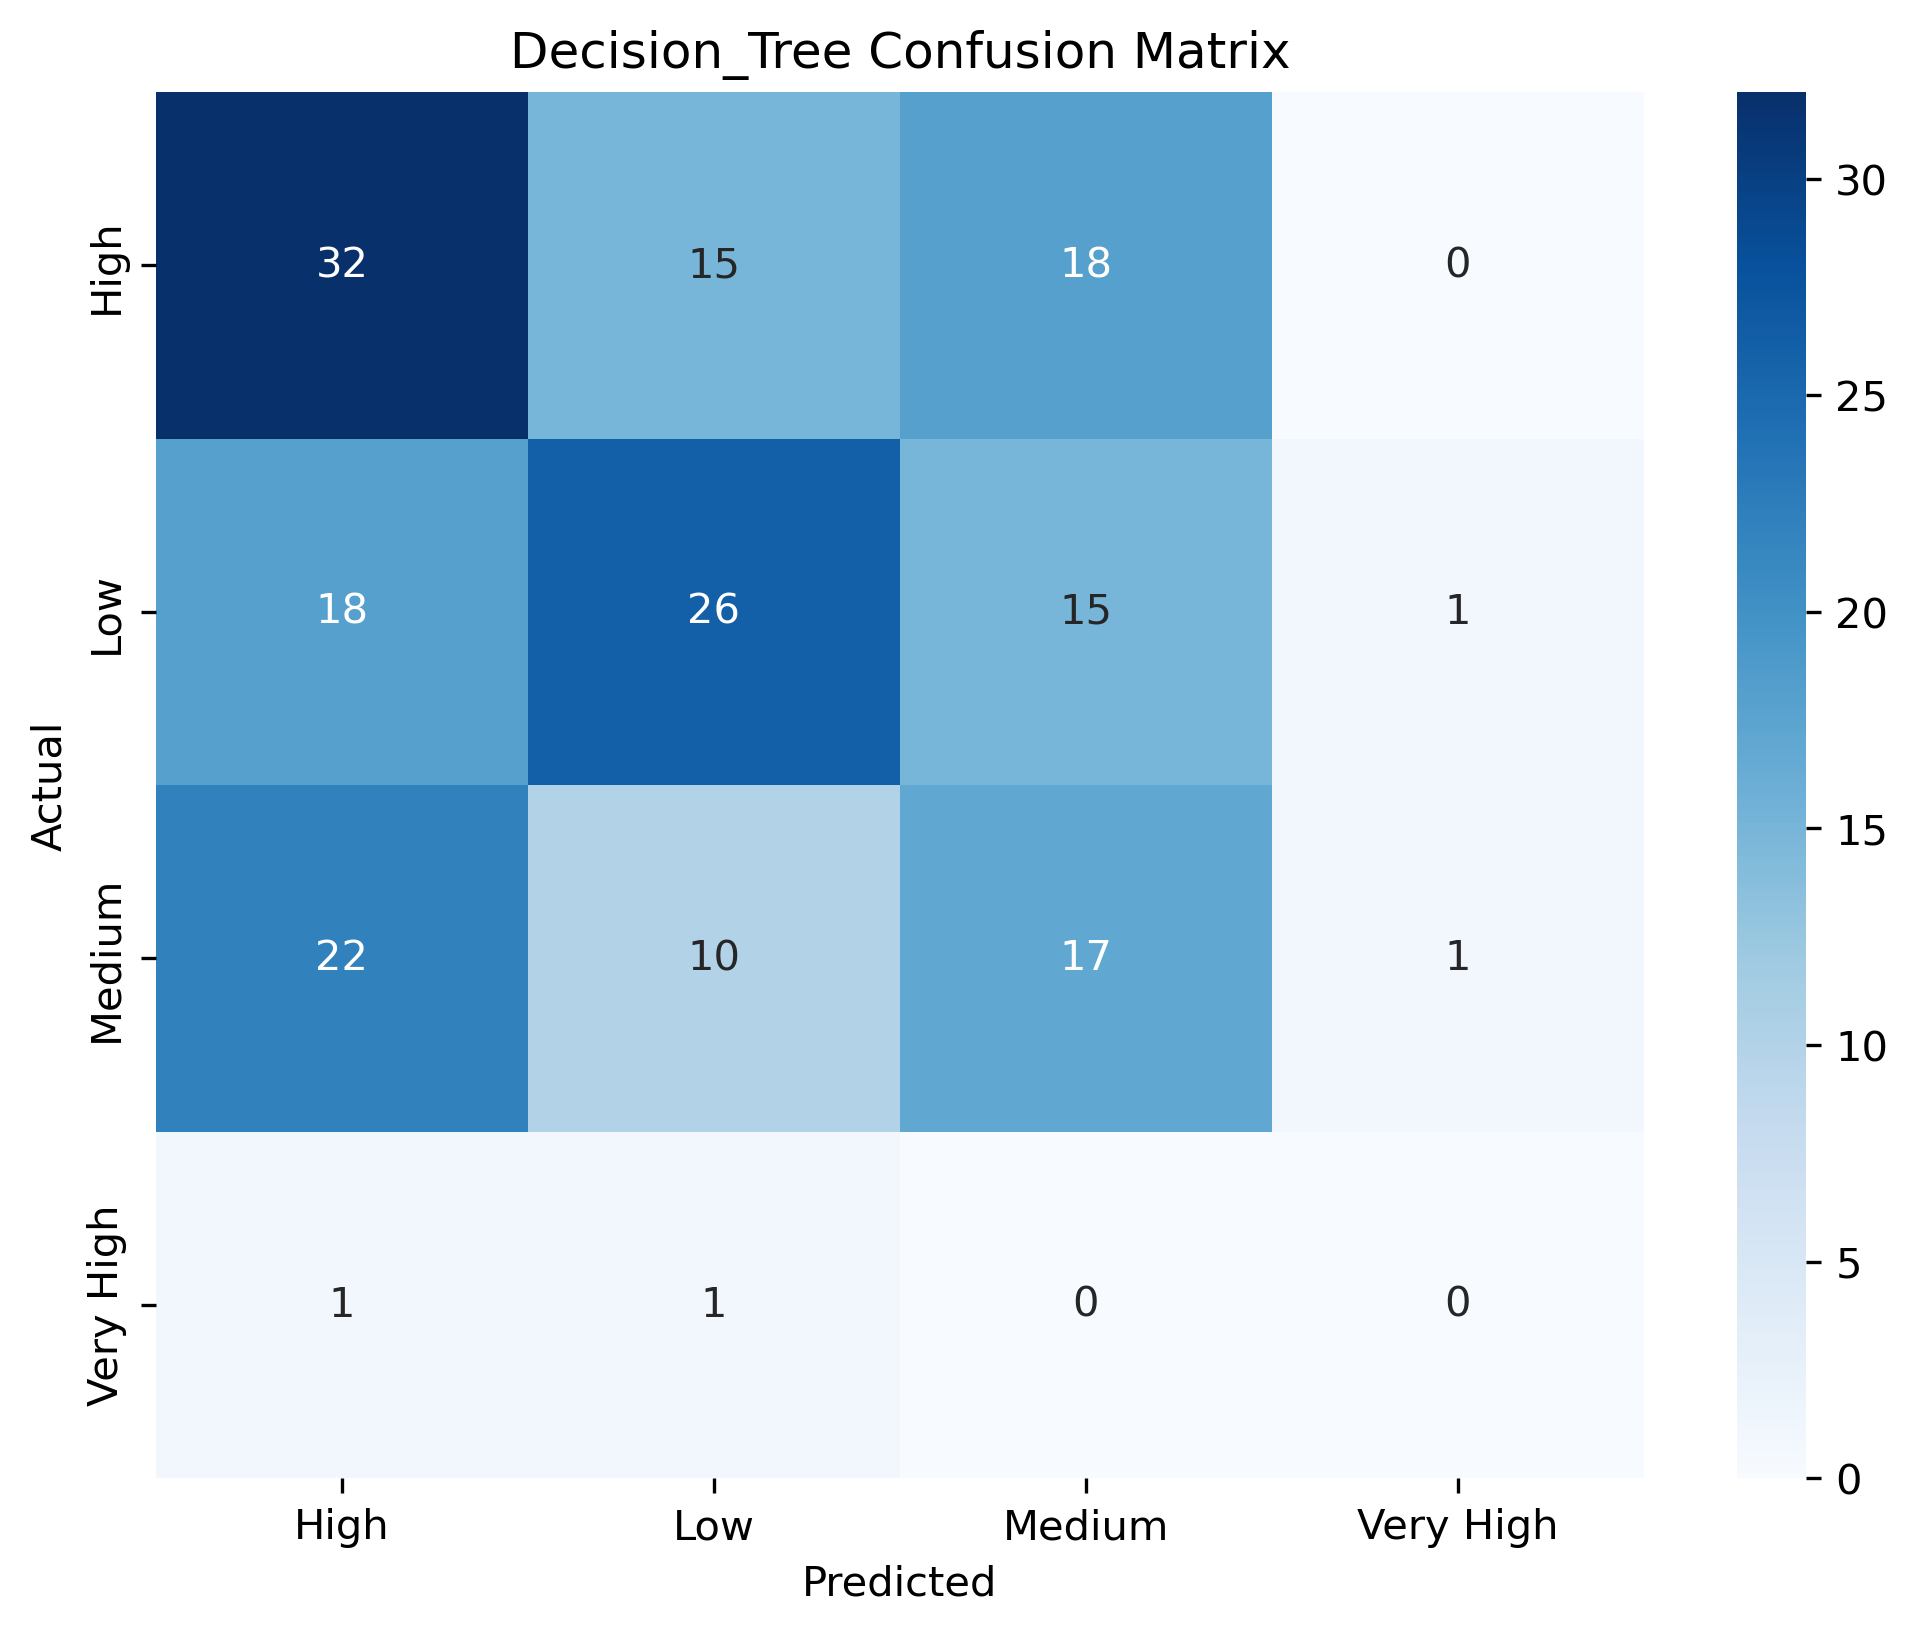 Decision_Tree Confusion Matrix
Actual
High
32 15 18 0
Low
18 26 15 1
Medium
22 10 17 1
Very High
1 1 0 0
High Low Medium Very High
Predicted
30
25
20
15
10
5
0